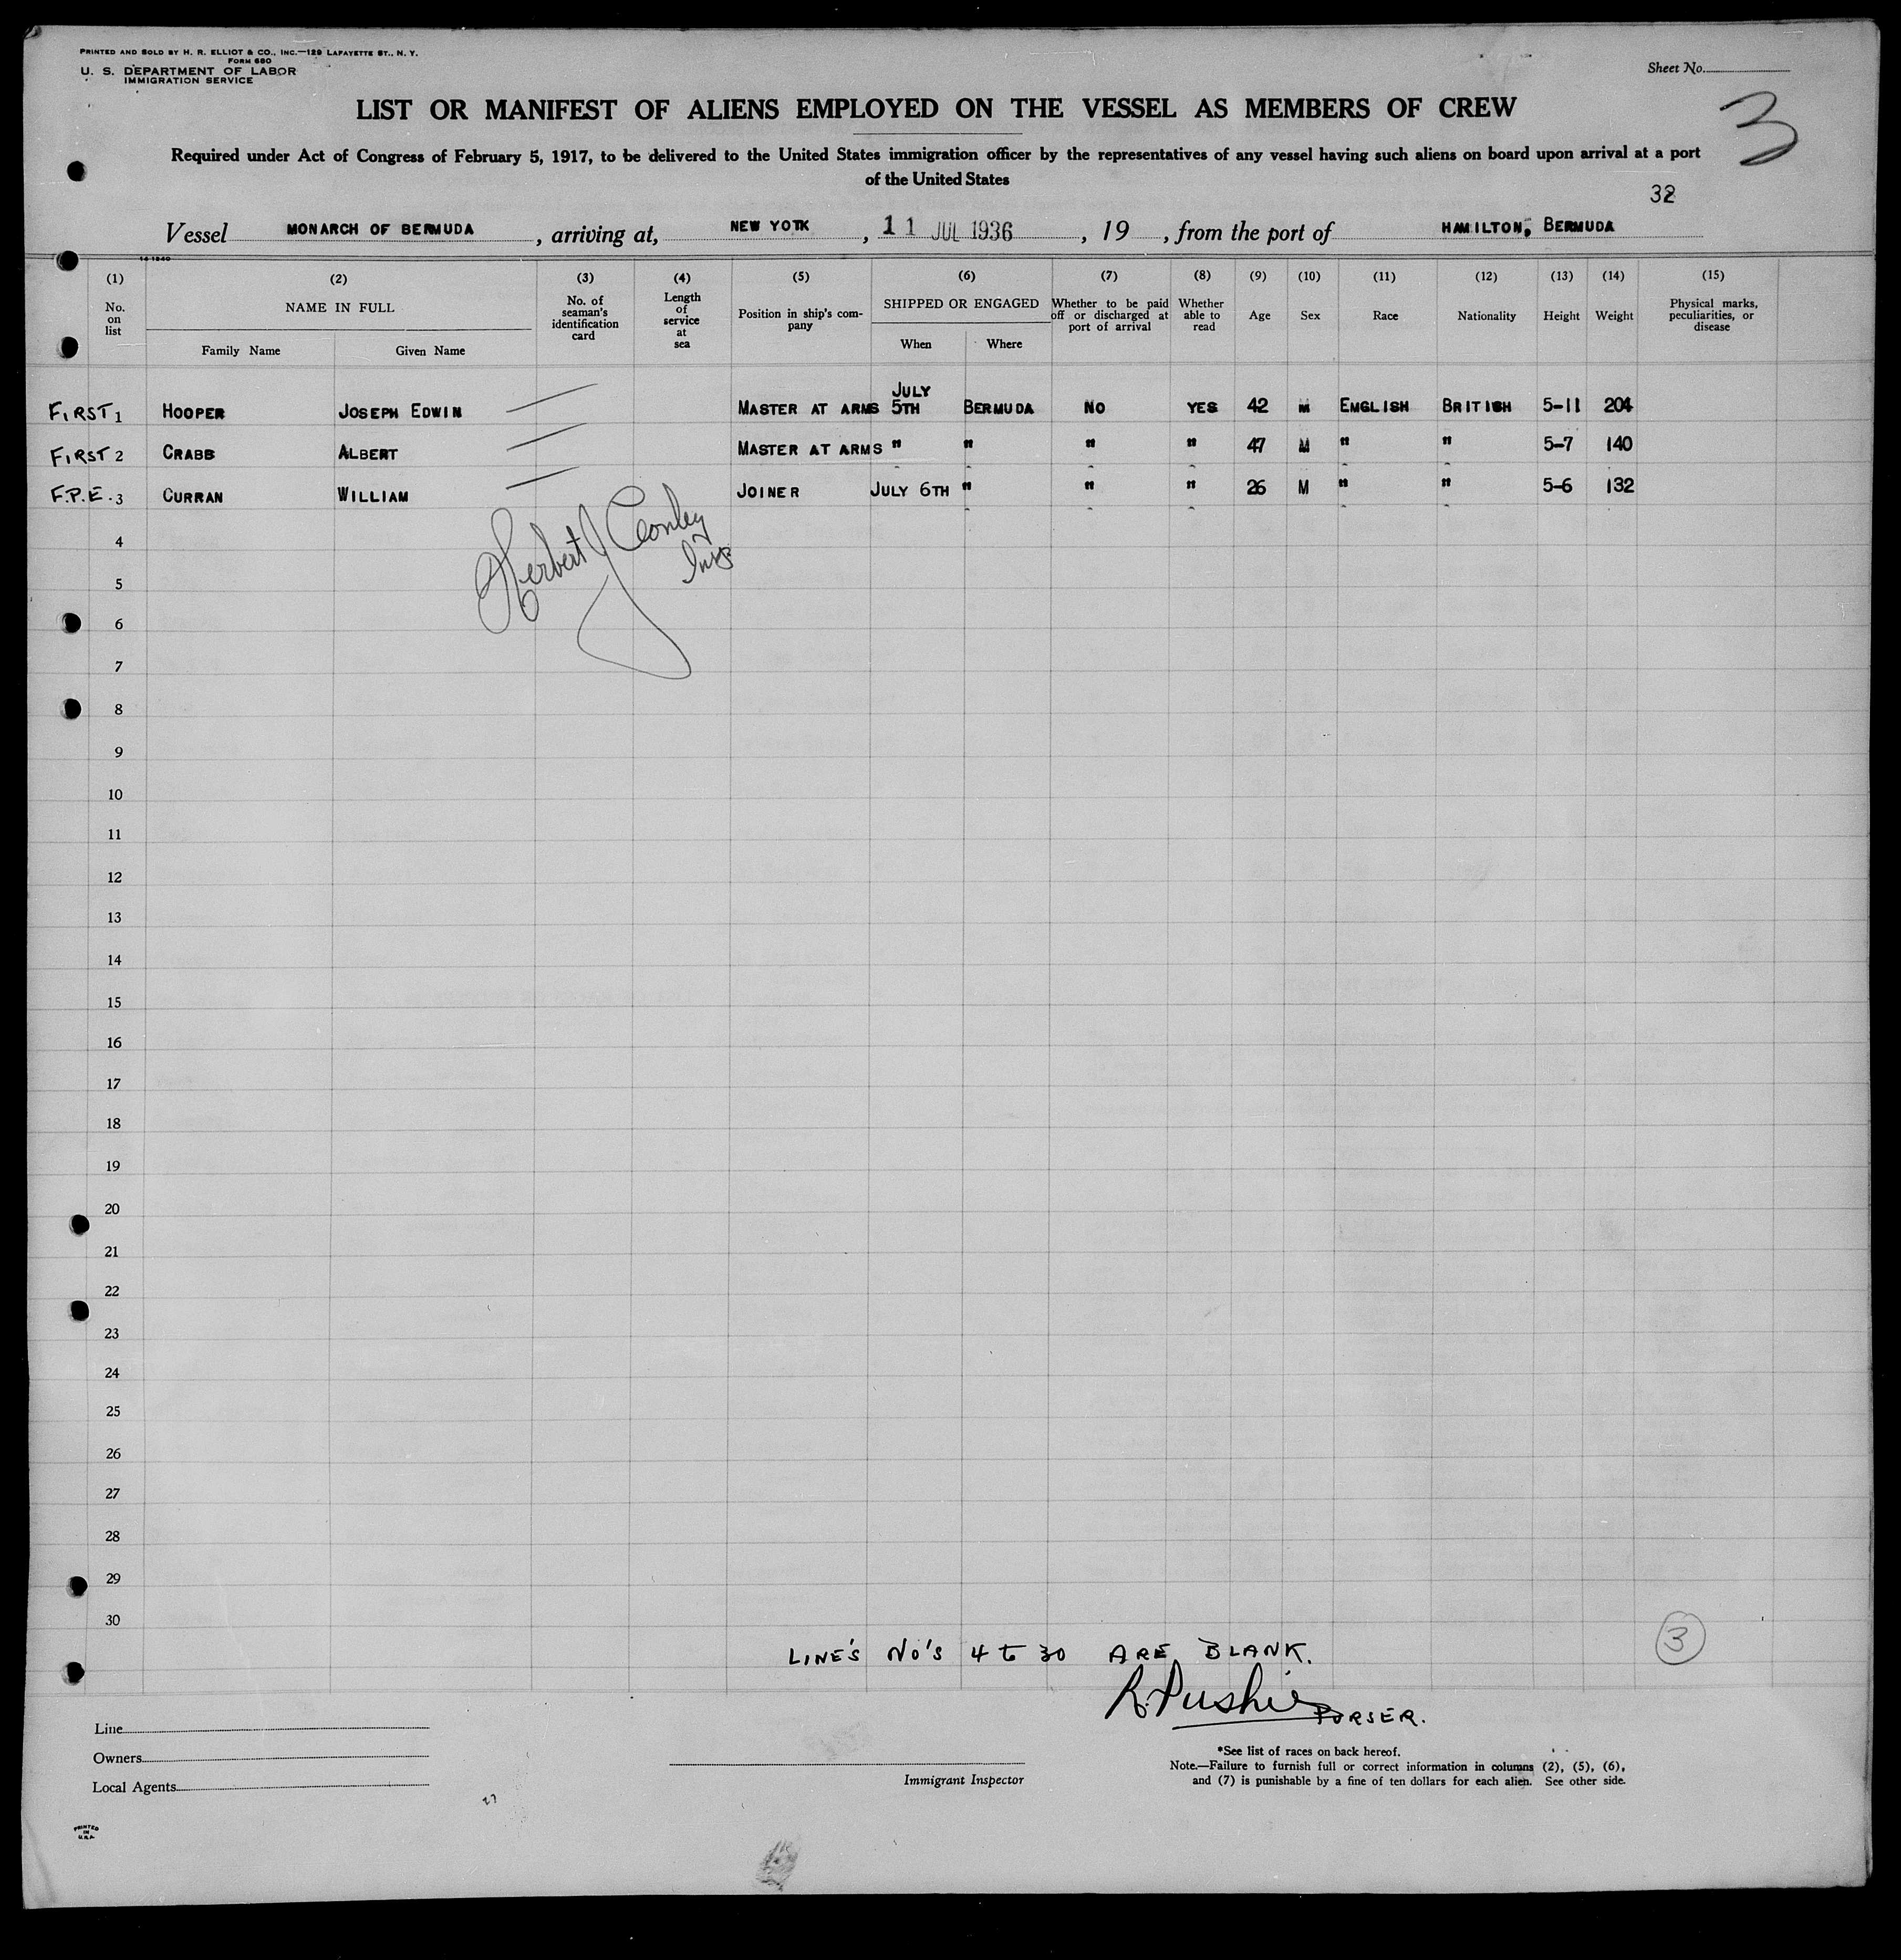 PRINTED AND SOLD BY H. R. ELLIOT & CO., INC.—129 LAFAYETTE ST., N. Y.
FORM 680
U. S. DEPARTMENT OF LABOR
IMMIGRATION SERVICE
Sheet No.
LIST OR MANIFEST OF ALIENS EMPLOYED ON THE VESSEL AS MEMBERS OF CREW
3
Required under Act of Congress of February 5, 1917, to be delivered to the United States immigration officer by the representatives of any vessel having such aliens on board upon arrival at a port
of the United States
32
Vessel MONARCH OF BERMUDA, arriving at, NEW YOTK, 11 JUL 1936, 19 , from the port of HAMILTON, BERMUDA
(1) (2) (3) (4) (5) (6) (7) (8) (9) (10) (11) (12) (13) (14) (15)
No. on list NAME IN FULL Family Name Given Name No. of seaman's identification card Length of service at sea Position in ship's company SHIPPED OR ENGAGED When Where Whether to be paid off or discharged at port of arrival Whether able to read Age Sex Race Nationality Height Weight Physical marks, peculiarities, or disease
FIRST 1 HOOPER JOSEPH EDWIN MASTER AT ARMS JULY 5TH BERMUDA NO YES 42 M ENGLISH BRITISH 5-11 204
FIRST 2 CRABB ALBERT MASTER AT ARMS " " " " 47 M " " 5-7 140
F.P.E. 3 CURRAN WILLIAM JOINER JULY 6TH " " " 26 M " " 5-6 132
Herbert J Conley
Insp
4
5
6
7
8
9
10
11
12
13
14
15
16
17
18
19
20
21
22
23
24
25
26
27
28
29
30
LINE'S NO'S 4 to 30 ARE BLANK.
3
PURSER.
Line
Owners
Local Agents
Immigrant Inspector
*See list of races on back hereof.
Note.—Failure to furnish full or correct information in columns (2), (5), (6),
and (7) is punishable by a fine of ten dollars for each alien. See other side.
PRINTED
IN
U.S.A.